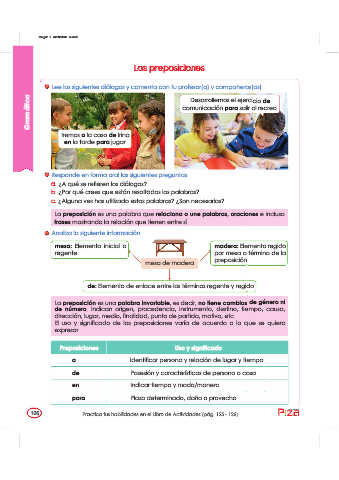 Las preposiciones
Gramática
Lee los siguientes diálogos y comenta con tu profesor(a) y compañeros(as)
Desarrollemos el ejercicio de
comunicación para salir al recreo
Iremos a la casa de Irina
en la tarde para jugar
Responde en forma oral las siguientes preguntas
a. ¿A qué se refieren los diálogos?
b. ¿Por qué crees que están resaltadas las palabras?
c. ¿Alguna vez has utilizado estas palabras? ¿Son necesarias?
La preposición es una palabra que relaciona o une palabras, oraciones e incluso
frases mostrando la relación que tienen entre sí
Analiza la siguiente información
mesa: Elemento inicial o
regente
madera: Elemento regido
por mesa o término de la
preposición
mesa de madera
de: Elemento de enlace entre los términos regente y regido
La preposición es una palabra invariable, es decir, no tiene cambios de género ni
de número. Indican origen, procedencia, instrumento, destino, tiempo, causa,
dirección, lugar, medio, finalidad, punto de partida, motivo, etc.
El uso y significado de las preposiciones varía de acuerdo a lo que se quiera
expresar
Preposiciones Uso y significado
a Identificar persona y relación de lugar y tiempo
de Posesión y características de persona o cosa
en Indicar tiempo y modo/manera
para Plazo determinado, daño o provecho
106
Practica tus habilidades en el Libro de Actividades (pág. 125 - 126)